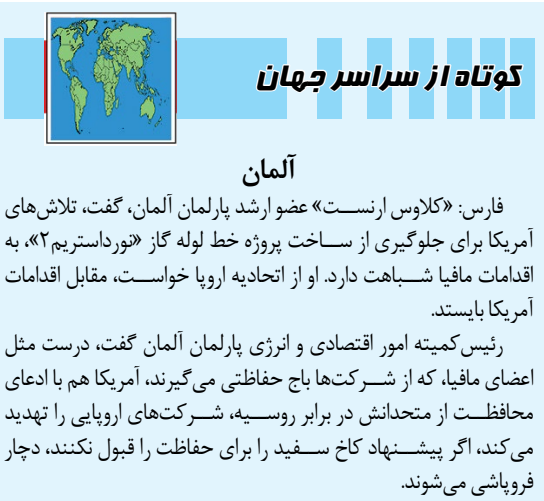 کوتاه از سراسر جهان
آلمان
فارس: «کلاوس ارنست» عضو ارشد پارلمان آلمان، گفت، تلاش‌های
آمریکا برای جلوگیری از ساخت پروژه خط لوله گاز «نورداستریم۲»، به
اقدامات مافیا شباهت دارد. او از اتحادیه اروپا خواست، مقابل اقدامات
آمریکا بایستد.
رئیس‌کمیته امور اقتصادی و انرژی پارلمان آلمان گفت، درست مثل
اعضای مافیا، که از شرکت‌ها باج حفاظتی می‌گیرند، آمریکا هم با ادعای
محافظت از متحدانش در برابر روسیه، شرکت‌های اروپایی را تهدید
می‌کند، اگر پیشنهاد کاخ سفید را برای حفاظت را قبول نکنند، دچار
فروپاشی می‌شوند.